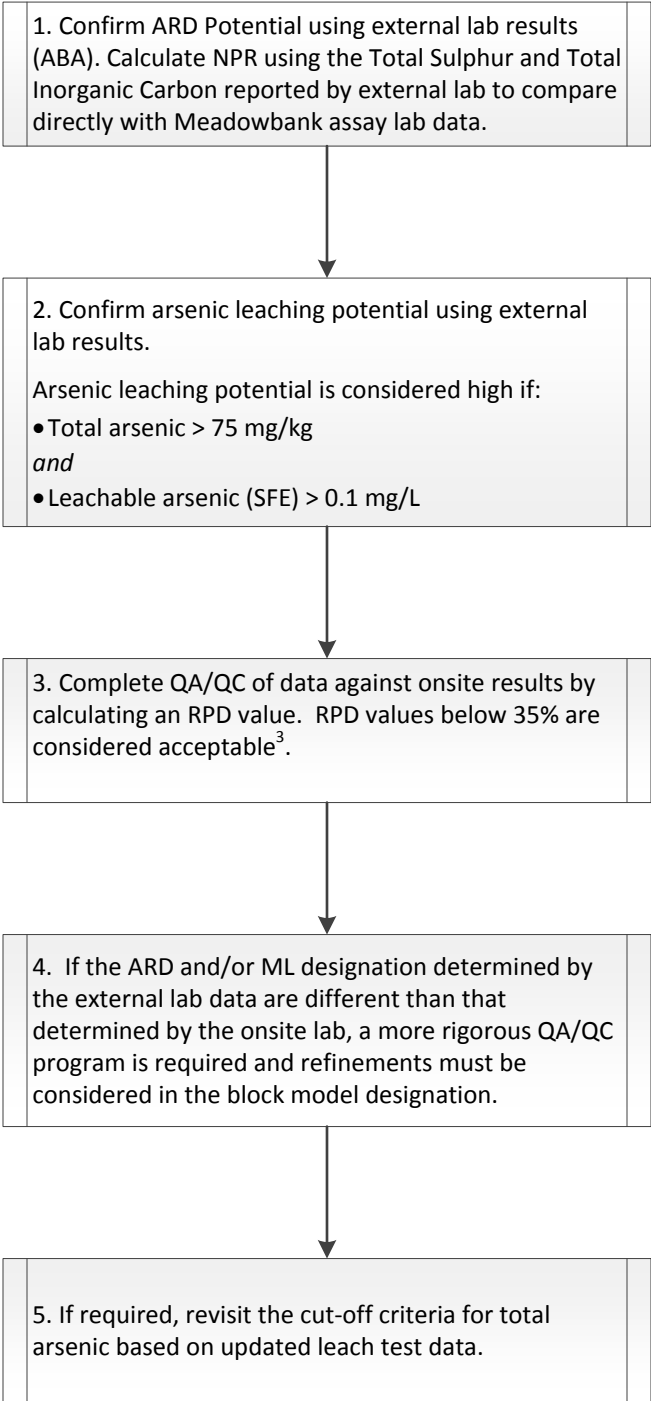 1. Confirm ARD Potential using external lab results
(ABA). Calculate NPR using the Total Sulphur and Total
Inorganic Carbon reported by external lab to compare
directly with Meadowbank assay lab data.
2. Confirm arsenic leaching potential using external
lab results.
Arsenic leaching potential is considered high if:
• Total arsenic > 75 mg/kg
and
• Leachable arsenic (SFE) > 0.1 mg/L
3. Complete QA/QC of data against onsite results by
calculating an RPD value.  RPD values below 35% are
considered acceptable³.
4.  If the ARD and/or ML designation determined by
the external lab data are different than that
determined by the onsite lab, a more rigorous QA/QC
program is required and refinements must be
considered in the block model designation.
5. If required, revisit the cut-off criteria for total
arsenic based on updated leach test data.